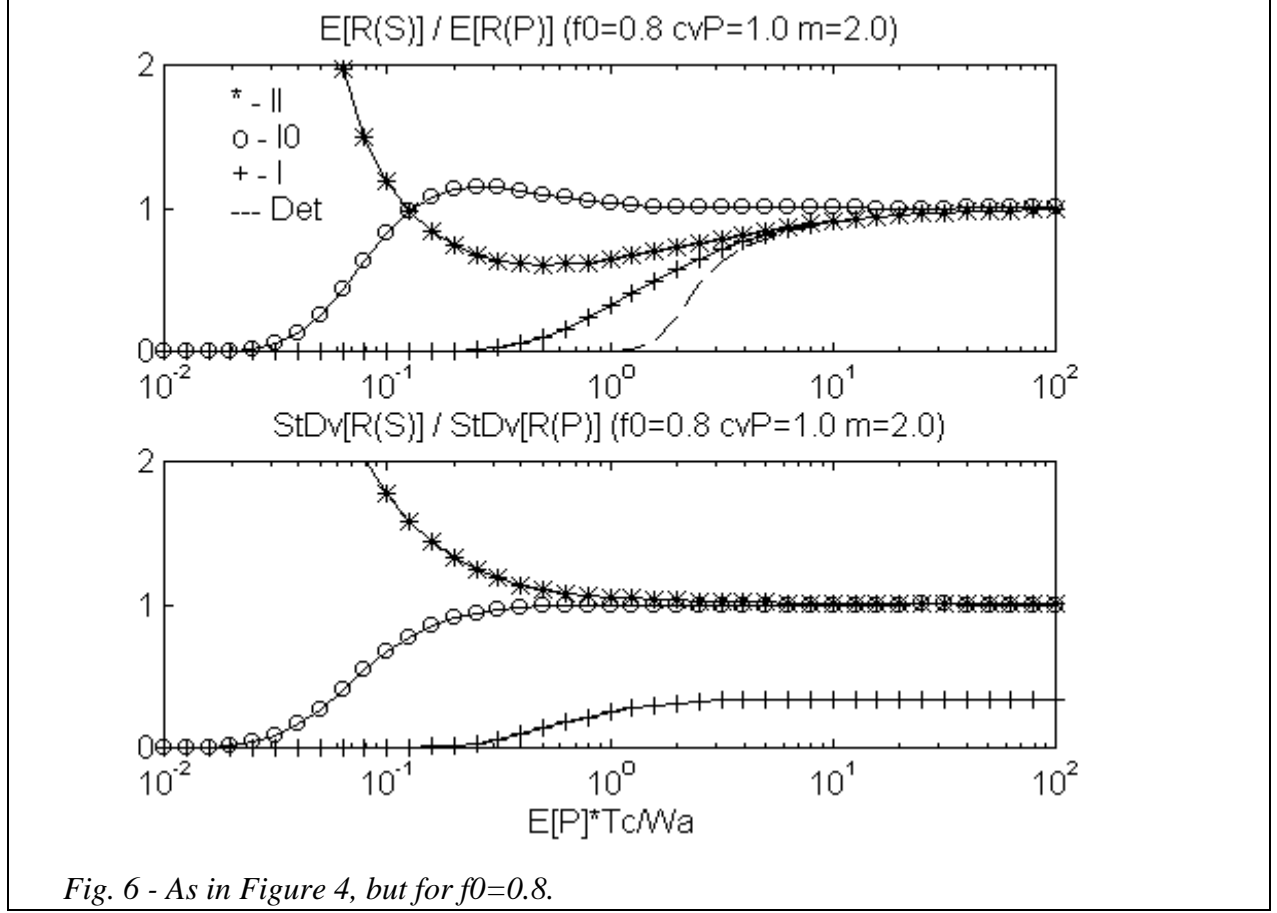 E[R(S)] / E[R(P)] (f0=0.8 cvP=1.0 m=2.0)
2
* - II
o - I0
+ - I
--- Det
1
0
10^-2 10^-1 10^0 10^1 10^2
StDv[R(S)] / StDv[R(P)] (f0=0.8 cvP=1.0 m=2.0)
2
1
0
10^-2 10^-1 10^0 10^1 10^2
E[P]*Tc/Wa
Fig. 6 - As in Figure 4, but for f0=0.8.